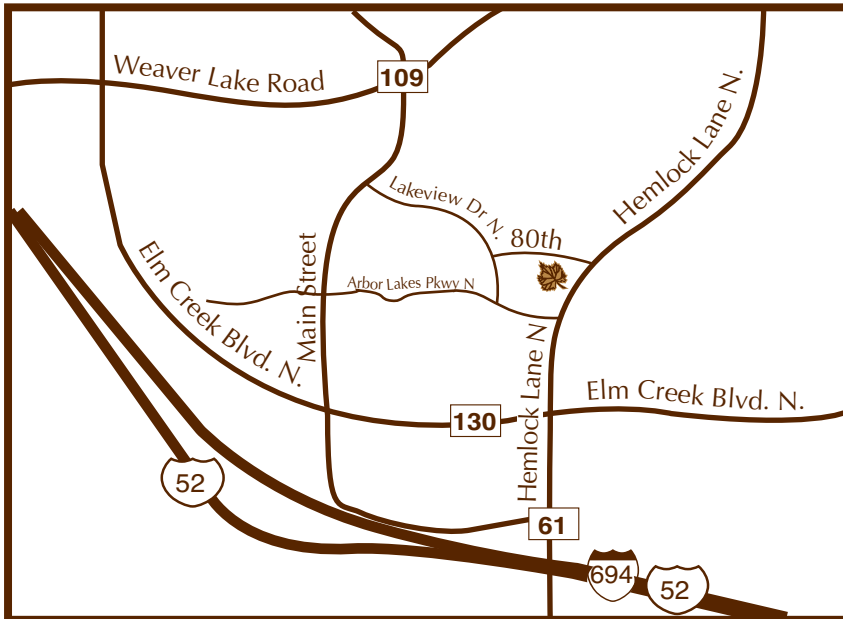 Weaver Lake Road
109
Hemlock Lane N.
Lakeview Dr N.
80th
Main Street
Arbor Lakes Pkwy N
Elm Creek Blvd. N.
Hemlock Lane N
Elm Creek Blvd. N.
130
52
61
694
52